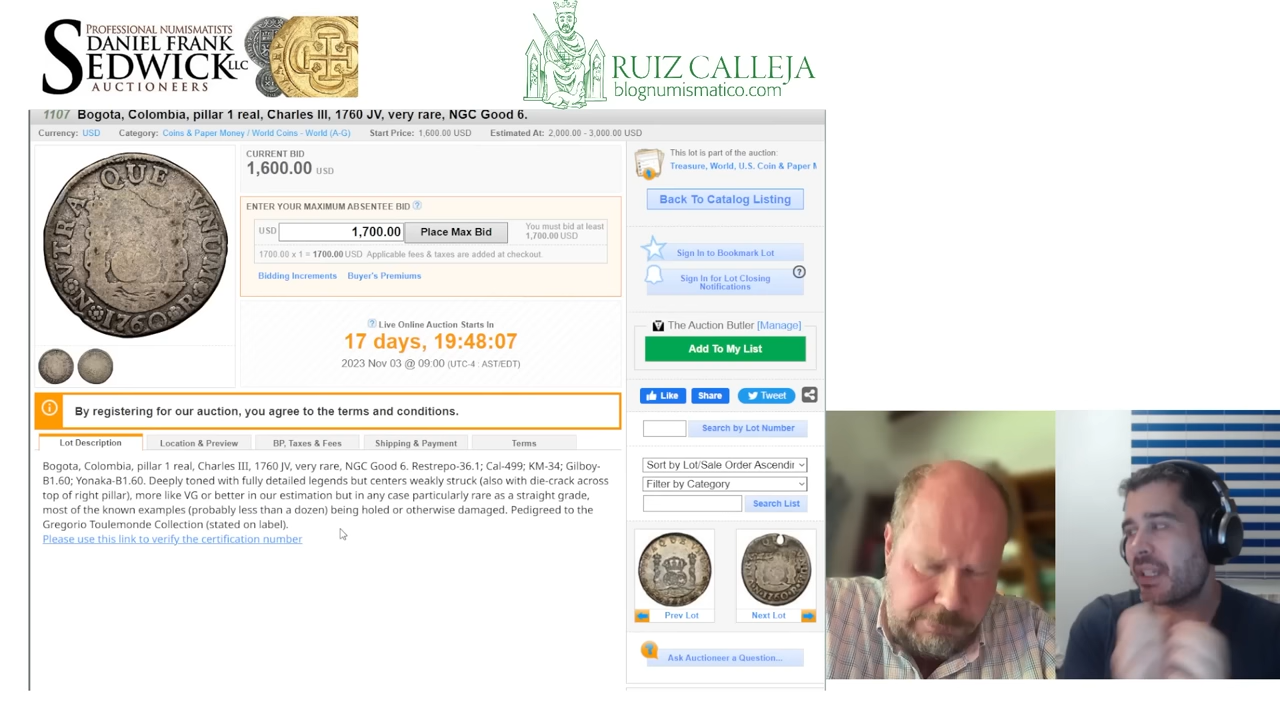 PROFESSIONAL NUMISMATISTS
DANIEL FRANK
SEDWICK LLC
AUCTIONEERS
RUIZ CALLEJA
blognumismatico.com
1107 Bogota, Colombia, pillar 1 real, Charles III, 1760 JV, very rare, NGC Good 6.
Currency: USD Category: Coins & Paper Money / World Coins - World (A-G) Start Price: 1,600.00 USD Estimated At: 2,000.00 - 3,000.00 USD
VTRA QUE VNUM
1760
CURRENT BID
1,600.00 USD
ENTER YOUR MAXIMUM ABSENTEE BID ?
USD 1,700.00 Place Max Bid
You must bid at least
1,700.00 USD
1700.00 x 1 = 1700.00 USD Applicable fees & taxes are added at checkout.
Bidding Increments Buyer's Premiums
? Live Online Auction Starts In
17 days, 19:48:07
2023 Nov 03 @ 09:00 (UTC-4 : AST/EDT)
By registering for our auction, you agree to the terms and conditions.
Lot Description Location & Preview BP, Taxes & Fees Shipping & Payment Terms
Bogota, Colombia, pillar 1 real, Charles III, 1760 JV, very rare, NGC Good 6. Restrepo-36.1; Cal-499; KM-34; Gilboy-
B1.60; Yonaka-B1.60. Deeply toned with fully detailed legends but centers weakly struck (also with die-crack across
top of right pillar), more like VG or better in our estimation but in any case particularly rare as a straight grade,
most of the known examples (probably less than a dozen) being holed or otherwise damaged. Pedigreed to the
Gregorio Toulemonde Collection (stated on label).
Please use this link to verify the certification number
This lot is part of the auction:
Treasure, World, U.S. Coin & Paper
Back To Catalog Listing
Sign In to Bookmark Lot
Sign In for Lot Closing
Notifications
?
The Auction Butler [Manage]
Add To My List
Like Share Tweet
Search by Lot Number
Sort by Lot/Sale Order Ascendin
Filter by Category
Search List
Prev Lot Next Lot
Ask Auctioneer a Question...